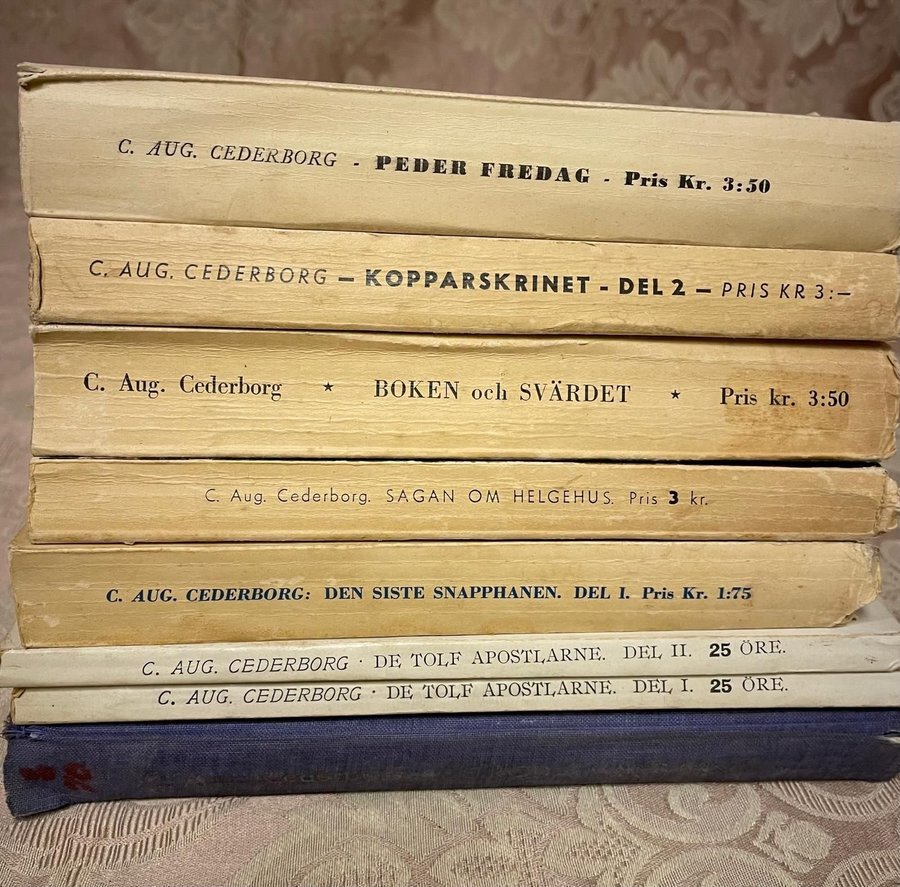 C. AUG. CEDERBORG - PEDER FREDAG - Pris Kr. 3:50
C. AUG. CEDERBORG — KOPPARSKRINET - DEL 2 — PRIS KR 3:—
C. Aug. Cederborg ★ BOKEN och SVÄRDET ★ Pris kr. 3:50
C. Aug. Cederborg. SAGAN OM HELGEHUS. Pris 3 kr.
C. AUG. CEDERBORG: DEN SISTE SNAPPHANEN. DEL I. Pris Kr. 1:75
C. AUG. CEDERBORG · DE TOLF APOSTLARNE. DEL II. 25 ÖRE.
C. AUG. CEDERBORG · DE TOLF APOSTLARNE. DEL I. 25 ÖRE.